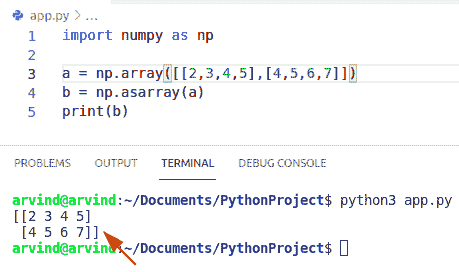 app.py > ...
1 import numpy as np
2
3 a = np.array([[2,3,4,5],[4,5,6,7]])
4 b = np.asarray(a)
5 print(b)
PROBLEMS OUTPUT TERMINAL DEBUG CONSOLE
arvind@arvind:~/Documents/PythonProject$ python3 app.py
[[2 3 4 5]
 [4 5 6 7]]
arvind@arvind:~/Documents/PythonProject$